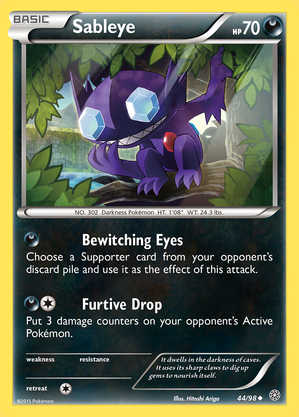 BASIC
Sableye
HP70
NO. 302 Darkness Pokémon HT. 1'08" WT. 24.3 lbs.
Bewitching Eyes
Choose a Supporter card from your opponent's
discard pile and use it as the effect of this attack.
Furtive Drop
Put 3 damage counters on your opponent's Active
Pokémon.
weakness
resistance
It dwells in the darkness of caves.
It uses its sharp claws to dig up
gems to nourish itself.
retreat
Illus. Hitoshi Ariga
44/98
©2015 Pokémon